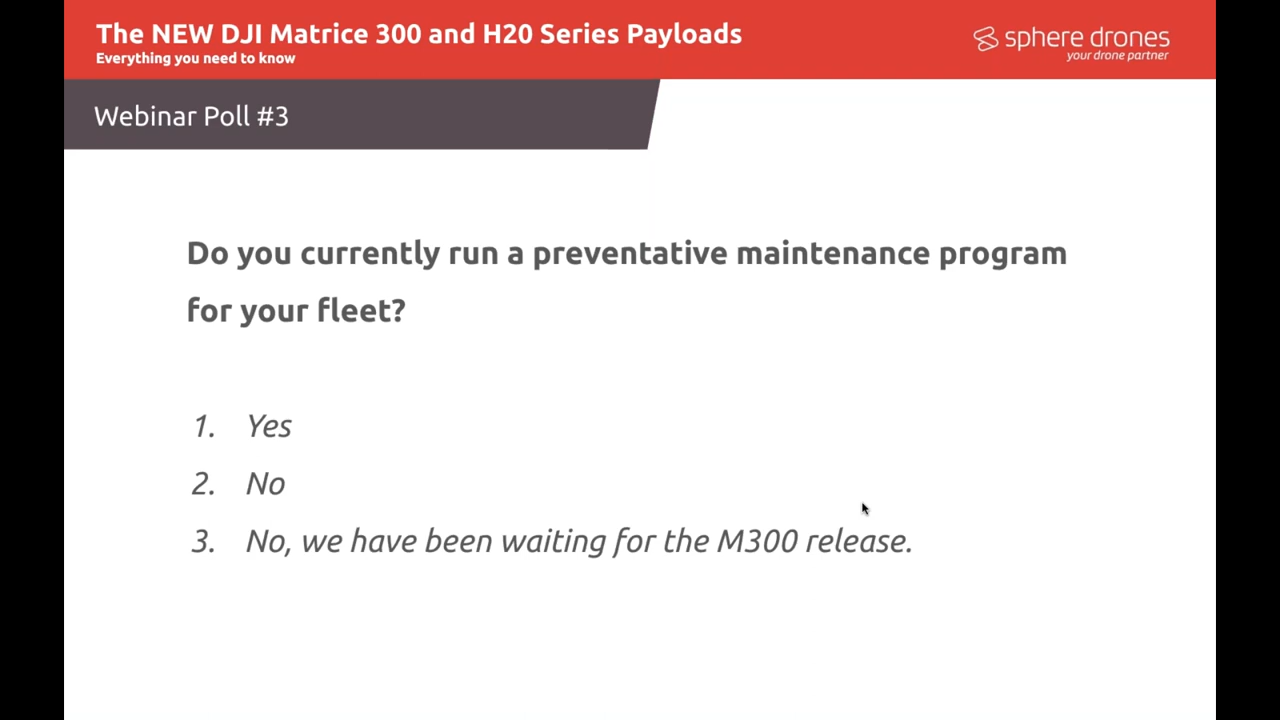 The NEW DJI Matrice 300 and H20 Series Payloads
Everything you need to know
sphere drones
your drone partner
Webinar Poll #3
Do you currently run a preventative maintenance program
for your fleet?
1. Yes
2. No
3. No, we have been waiting for the M300 release.